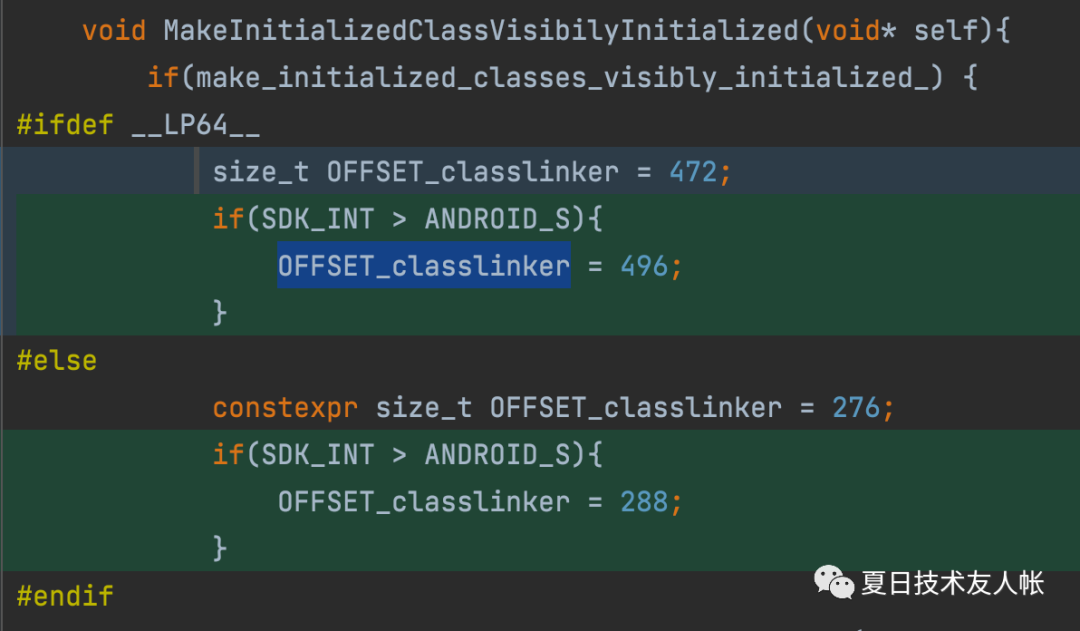 void MakeInitializedClassVisibilyInitialized(void* self){
if(make_initialized_classes_visibly_initialized_) {
#ifdef __LP64__
size_t OFFSET_classlinker = 472;
if(SDK_INT > ANDROID_S){
OFFSET_classlinker = 496;
}
#else
constexpr size_t OFFSET_classlinker = 276;
if(SDK_INT > ANDROID_S){
OFFSET_classlinker = 288;
}
#endif
夏日技术友人帐